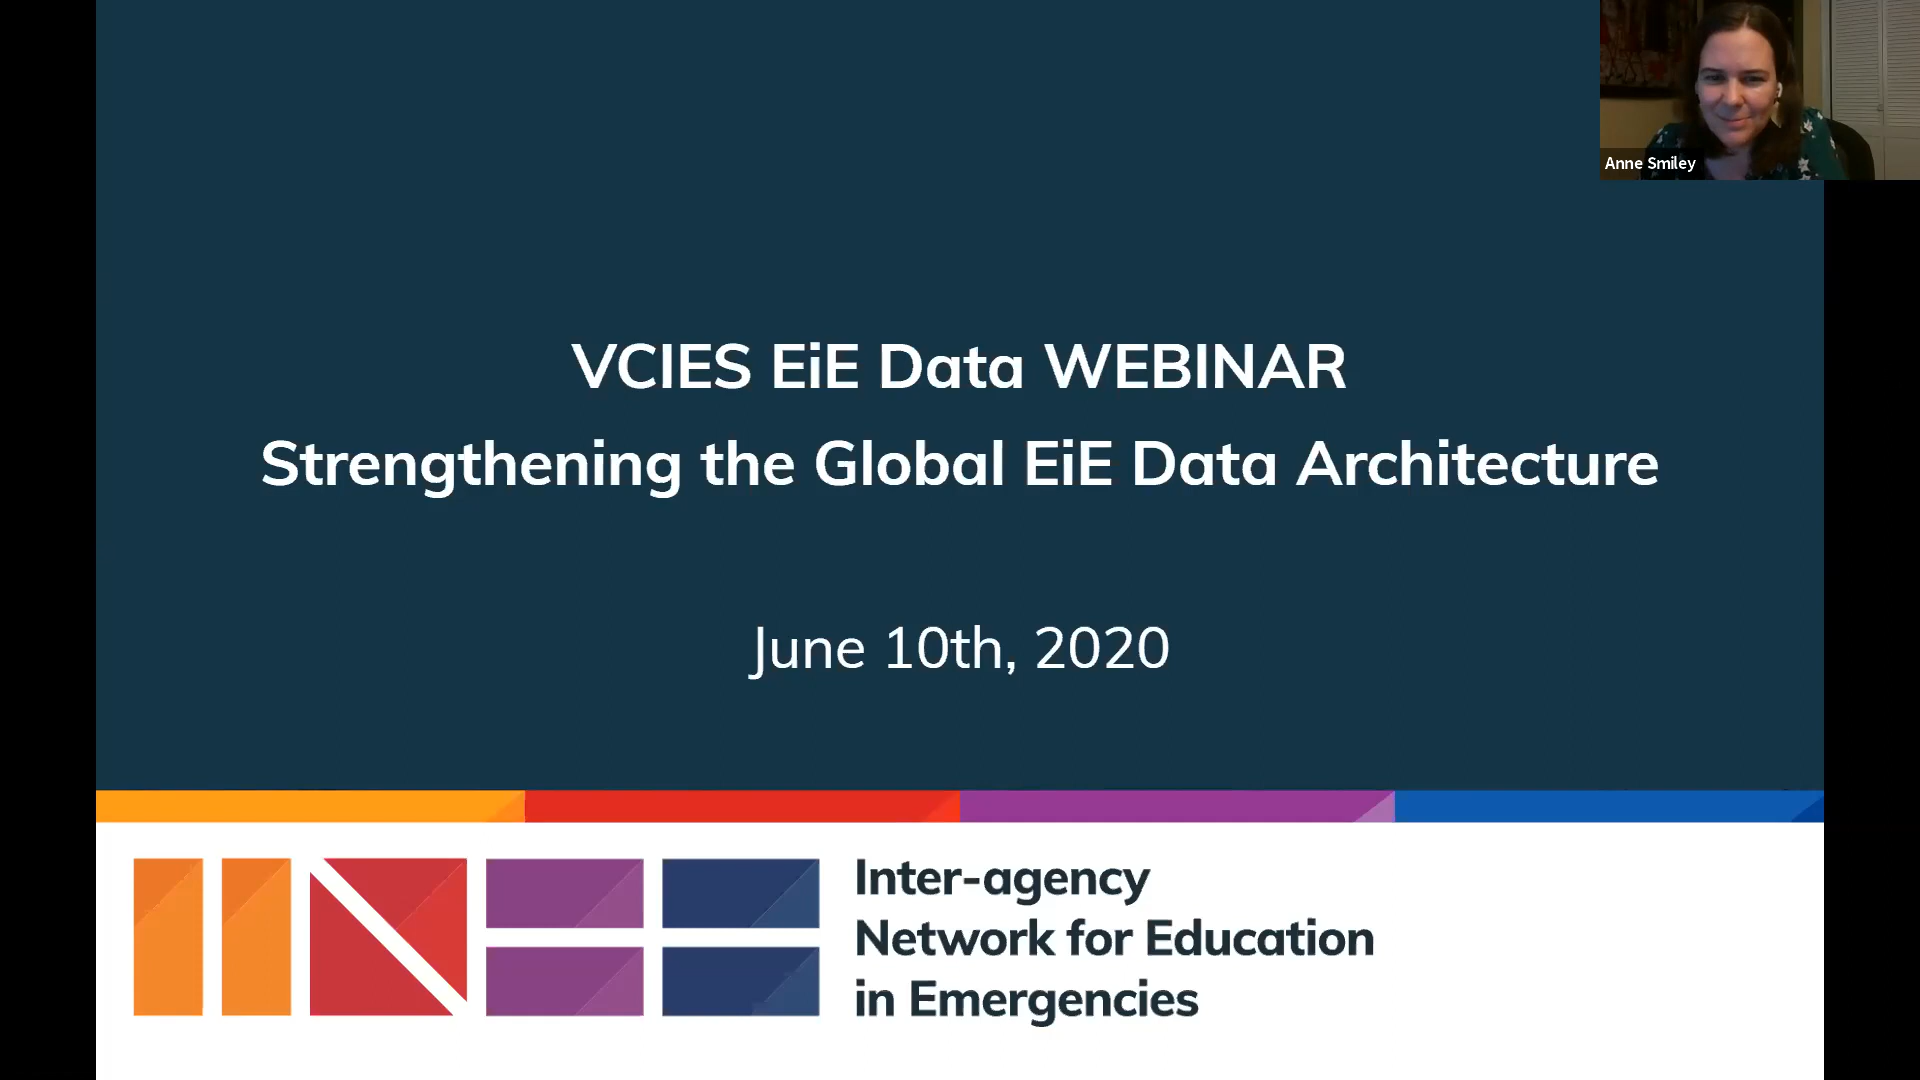 Anne Smiley
VCIES EiE Data WEBINAR
Strengthening the Global EiE Data Architecture
June 10th, 2020
INEE
Inter-agency
Network for Education
in Emergencies